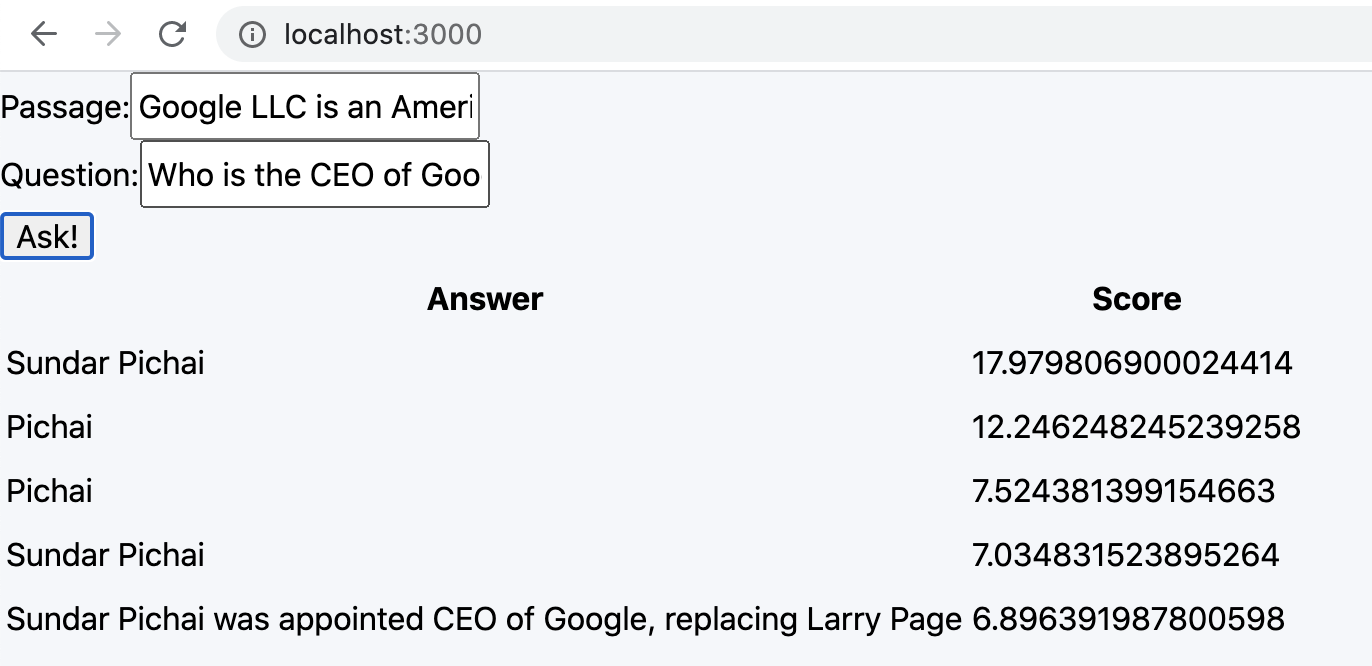 localhost:3000
Passage: Google LLC is an Ameri
Question: Who is the CEO of Goo
Ask!
Answer Score
Sundar Pichai 17.979806900024414
Pichai 12.246248245239258
Pichai 7.524381399154663
Sundar Pichai 7.034831523895264
Sundar Pichai was appointed CEO of Google, replacing Larry Page 6.896391987800598